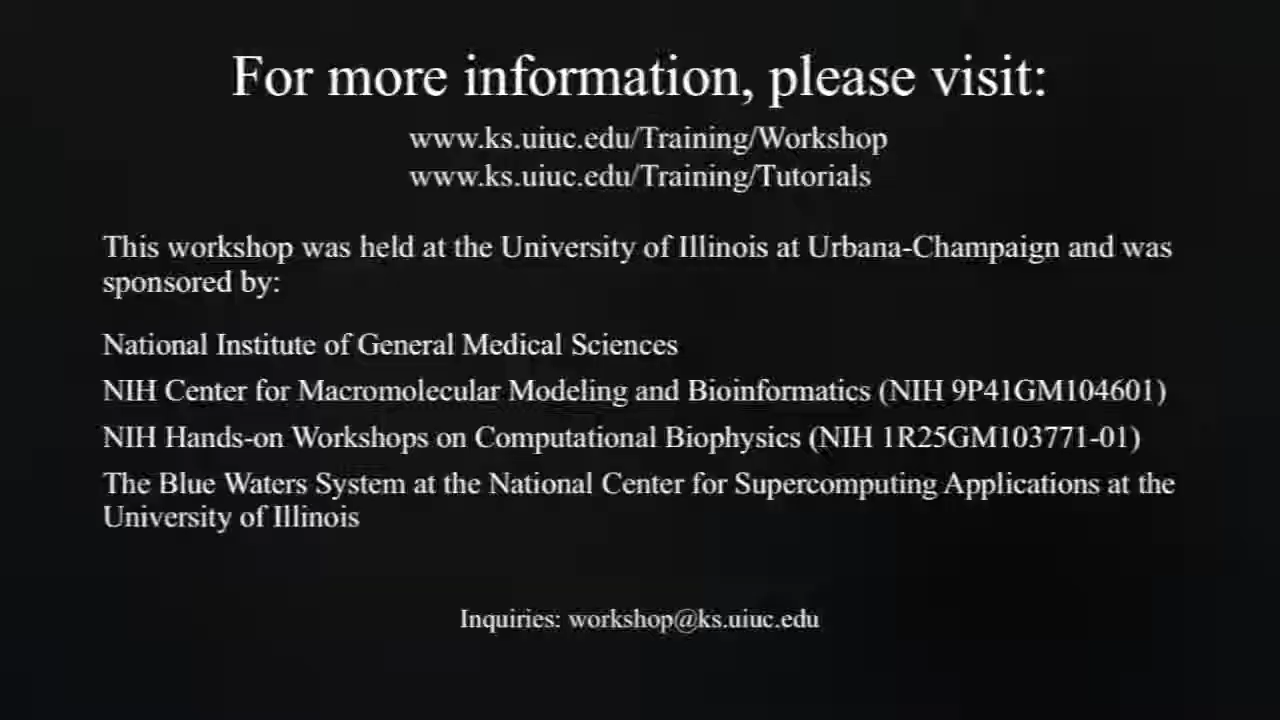 For more information, please visit:
www.ks.uiuc.edu/Training/Workshop
www.ks.uiuc.edu/Training/Tutorials
This workshop was held at the University of Illinois at Urbana-Champaign and was
sponsored by:
National Institute of General Medical Sciences
NIH Center for Macromolecular Modeling and Bioinformatics (NIH 9P41GM104601)
NIH Hands-on Workshops on Computational Biophysics (NIH 1R25GM103771-01)
The Blue Waters System at the National Center for Supercomputing Applications at the
University of Illinois
Inquiries: workshop@ks.uiuc.edu